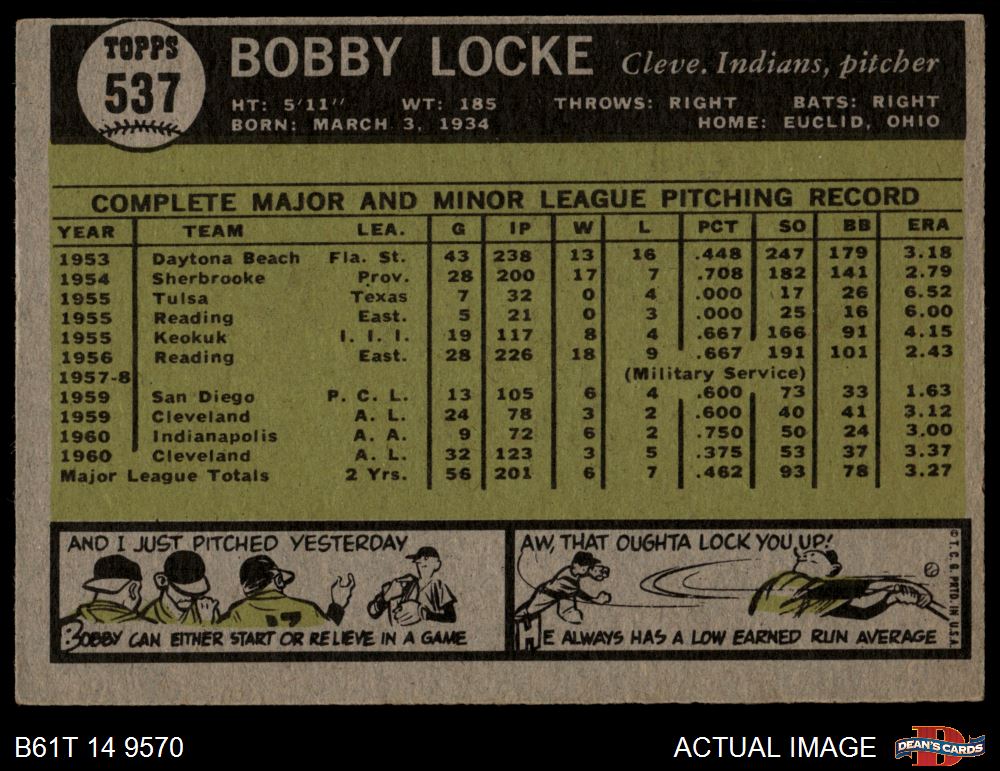 TOPPS
537
BOBBY LOCKE Cleve. Indians, pitcher
HT: 5'11" WT: 185 THROWS: RIGHT BATS: RIGHT
BORN: MARCH 3, 1934 HOME: EUCLID, OHIO
COMPLETE MAJOR AND MINOR LEAGUE PITCHING RECORD
YEAR TEAM LEA. G IP W L PCT SO BB ERA
1953 Daytona Beach Fla. St. 43 238 13 16 .448 247 179 3.18
1954 Sherbrooke Prov. 28 200 17 7 .708 182 141 2.79
1955 Tulsa Texas 7 32 0 4 .000 17 26 6.52
1955 Reading East. 5 21 0 3 .000 25 16 6.00
1955 Keokuk I. I. I. 19 117 8 4 .667 166 91 4.15
1956 Reading East. 28 226 18 9 .667 191 101 2.43
1957-8 (Military Service)
1959 San Diego P. C. L. 13 105 6 4 .600 73 33 1.63
1959 Cleveland A. L. 24 78 3 2 .600 40 41 3.12
1960 Indianapolis A. A. 9 72 6 2 .750 50 24 3.00
1960 Cleveland A. L. 32 123 3 5 .375 53 37 3.37
Major League Totals 2 Yrs. 56 201 6 7 .462 93 78 3.27
AND I JUST PITCHED YESTERDAY
BOBBY CAN EITHER START OR RELIEVE IN A GAME
AW, THAT OUGHTA LOCK YOU UP!
HE ALWAYS HAS A LOW EARNED RUN AVERAGE
© T. C. G. PRTD. IN U.S.A.
B61T 14 9570 ACTUAL IMAGE
DEAN'S CARDS